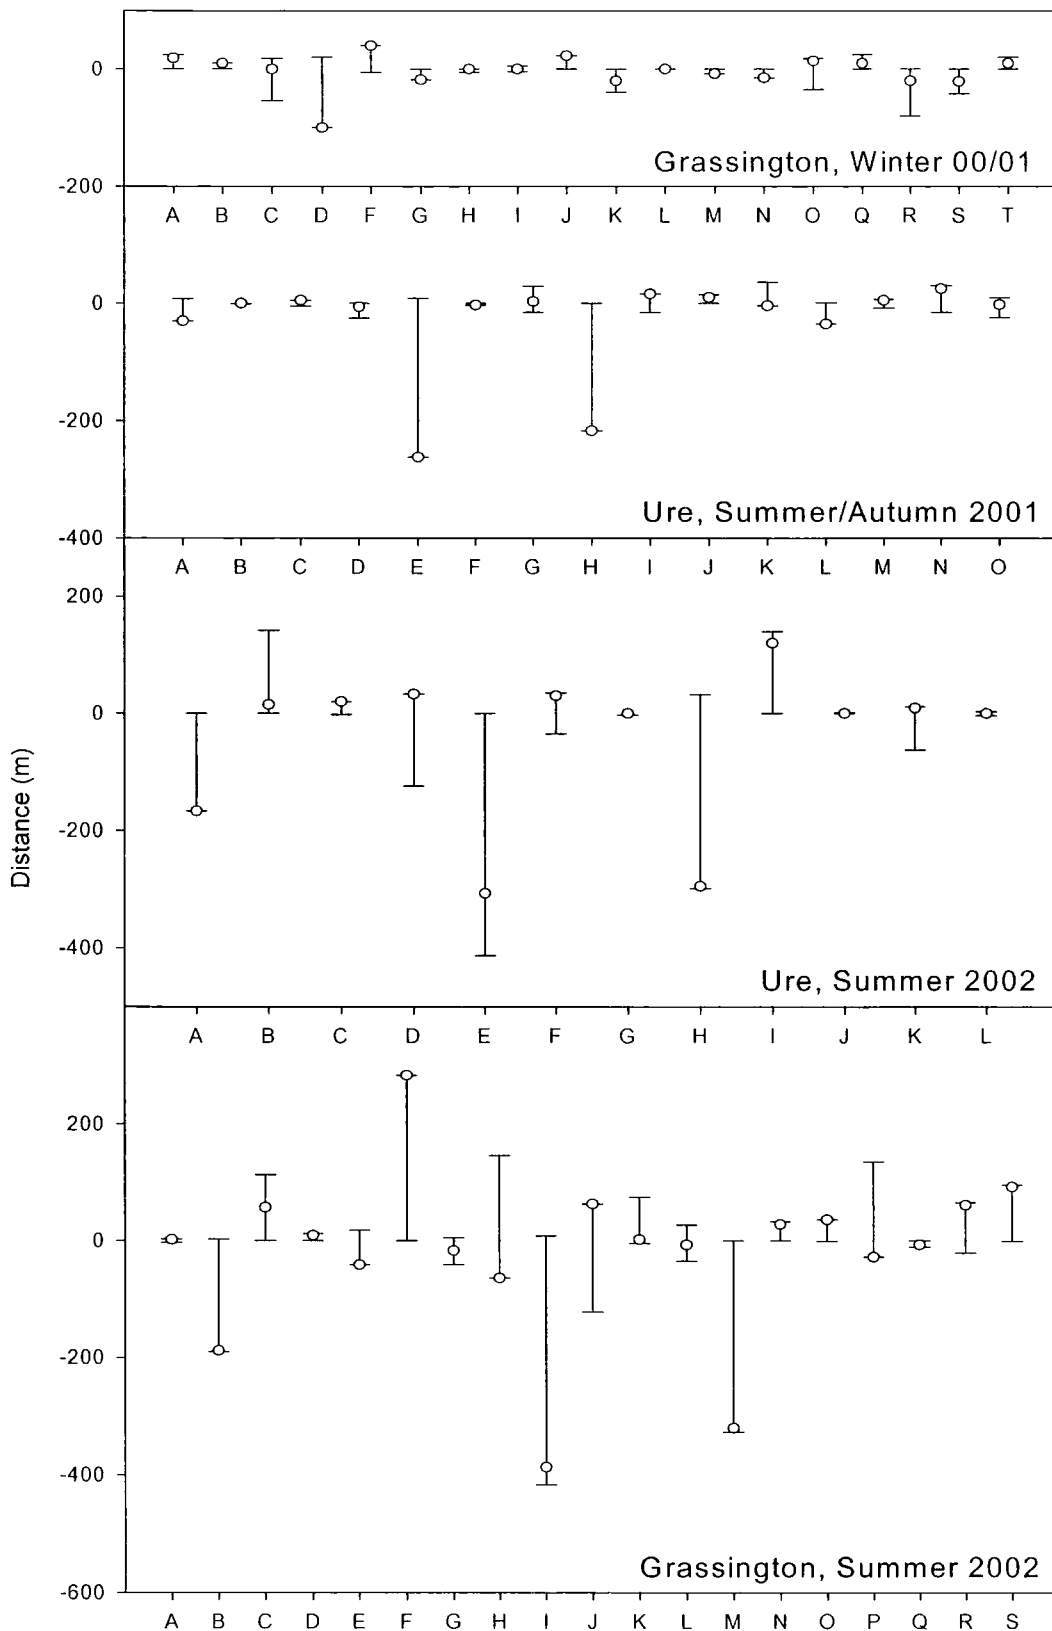 0
Grassington, Winter 00/01
-200
A B C D F G H I J K L M N O Q R S T
0
-200
Ure, Summer/Autumn 2001
-400
A B C D E F G H I J K L M N O
200
0
-200
-400
Distance (m)
Ure, Summer 2002
A B C D E F G H I J K L
200
0
-200
-400
Grassington, Summer 2002
-600
A B C D E F G H I J K L M N O P Q R S